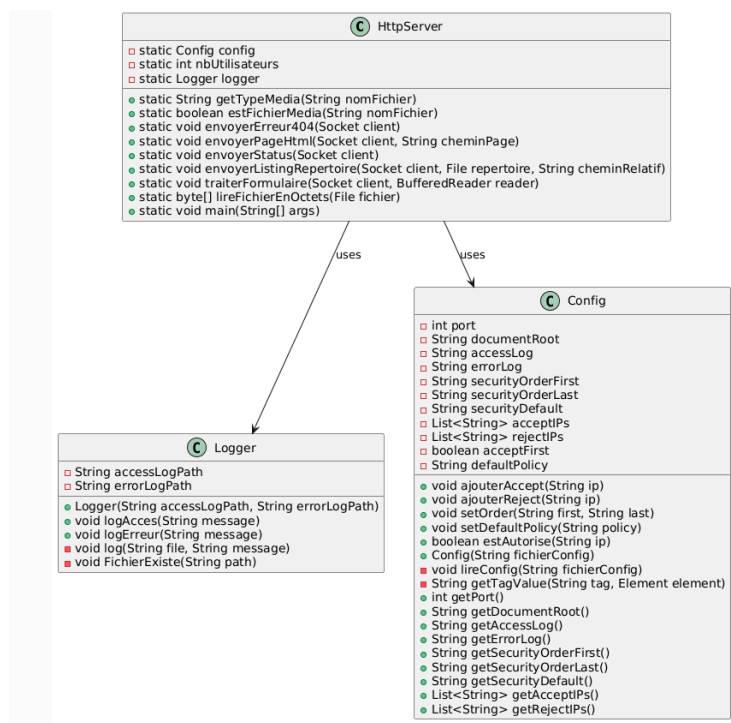 C HttpServer
static Config config
static int nbUtilisateurs
static Logger logger
static String getTypeMedia(String nomFichier)
static boolean estFichierMedia(String nomFichier)
static void envoyerErreur404(Socket client)
static void envoyerPageHtml(Socket client, String cheminPage)
static void envoyerStatus(Socket client)
static void envoyerListingRepertoire(Socket client, File repertoire, String cheminRelatif)
static void traiterFormulaire(Socket client, BufferedReader reader)
static byte[] lireFichierEnOctets(File fichier)
static void main(String[] args)
uses
uses
C Logger
String accessLogPath
String errorLogPath
Logger(String accessLogPath, String errorLogPath)
void logAcces(String message)
void logErreur(String message)
void log(String file, String message)
void FichierExiste(String path)
C Config
int port
String documentRoot
String accessLog
String errorLog
String securityOrderFirst
String securityOrderLast
String securityDefault
List<String> acceptIPs
List<String> rejectIPs
boolean acceptFirst
String defaultPolicy
void ajouterAccept(String ip)
void ajouterReject(String ip)
void setOrder(String first, String last)
void setDefaultPolicy(String policy)
boolean estAutorise(String ip)
Config(String fichierConfig)
void lireConfig(String fichierConfig)
String getTagValue(String tag, Element element)
int getPort()
String getDocumentRoot()
String getAccessLog()
String getErrorLog()
String getSecurityOrderFirst()
String getSecurityOrderLast()
String getSecurityDefault()
List<String> getAcceptIPs()
List<String> getRejectIPs()